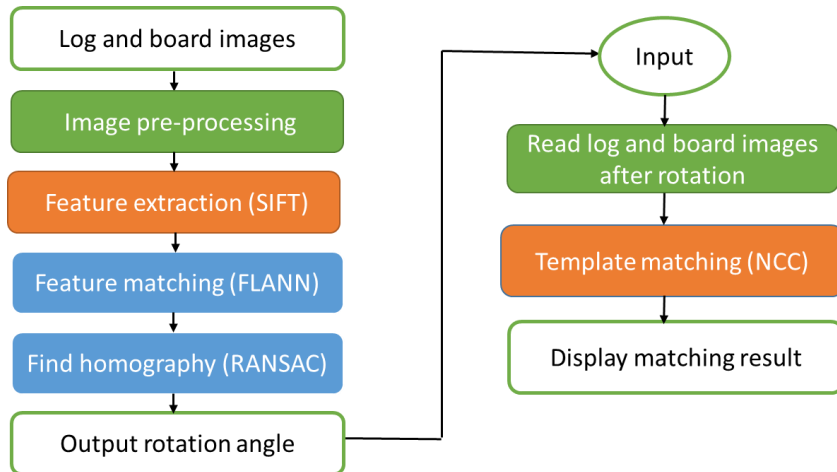 Log and board images
Image pre-processing
Feature extraction (SIFT)
Feature matching (FLANN)
Find homography (RANSAC)
Output rotation angle
Input
Read log and board images
after rotation
Template matching (NCC)
Display matching result